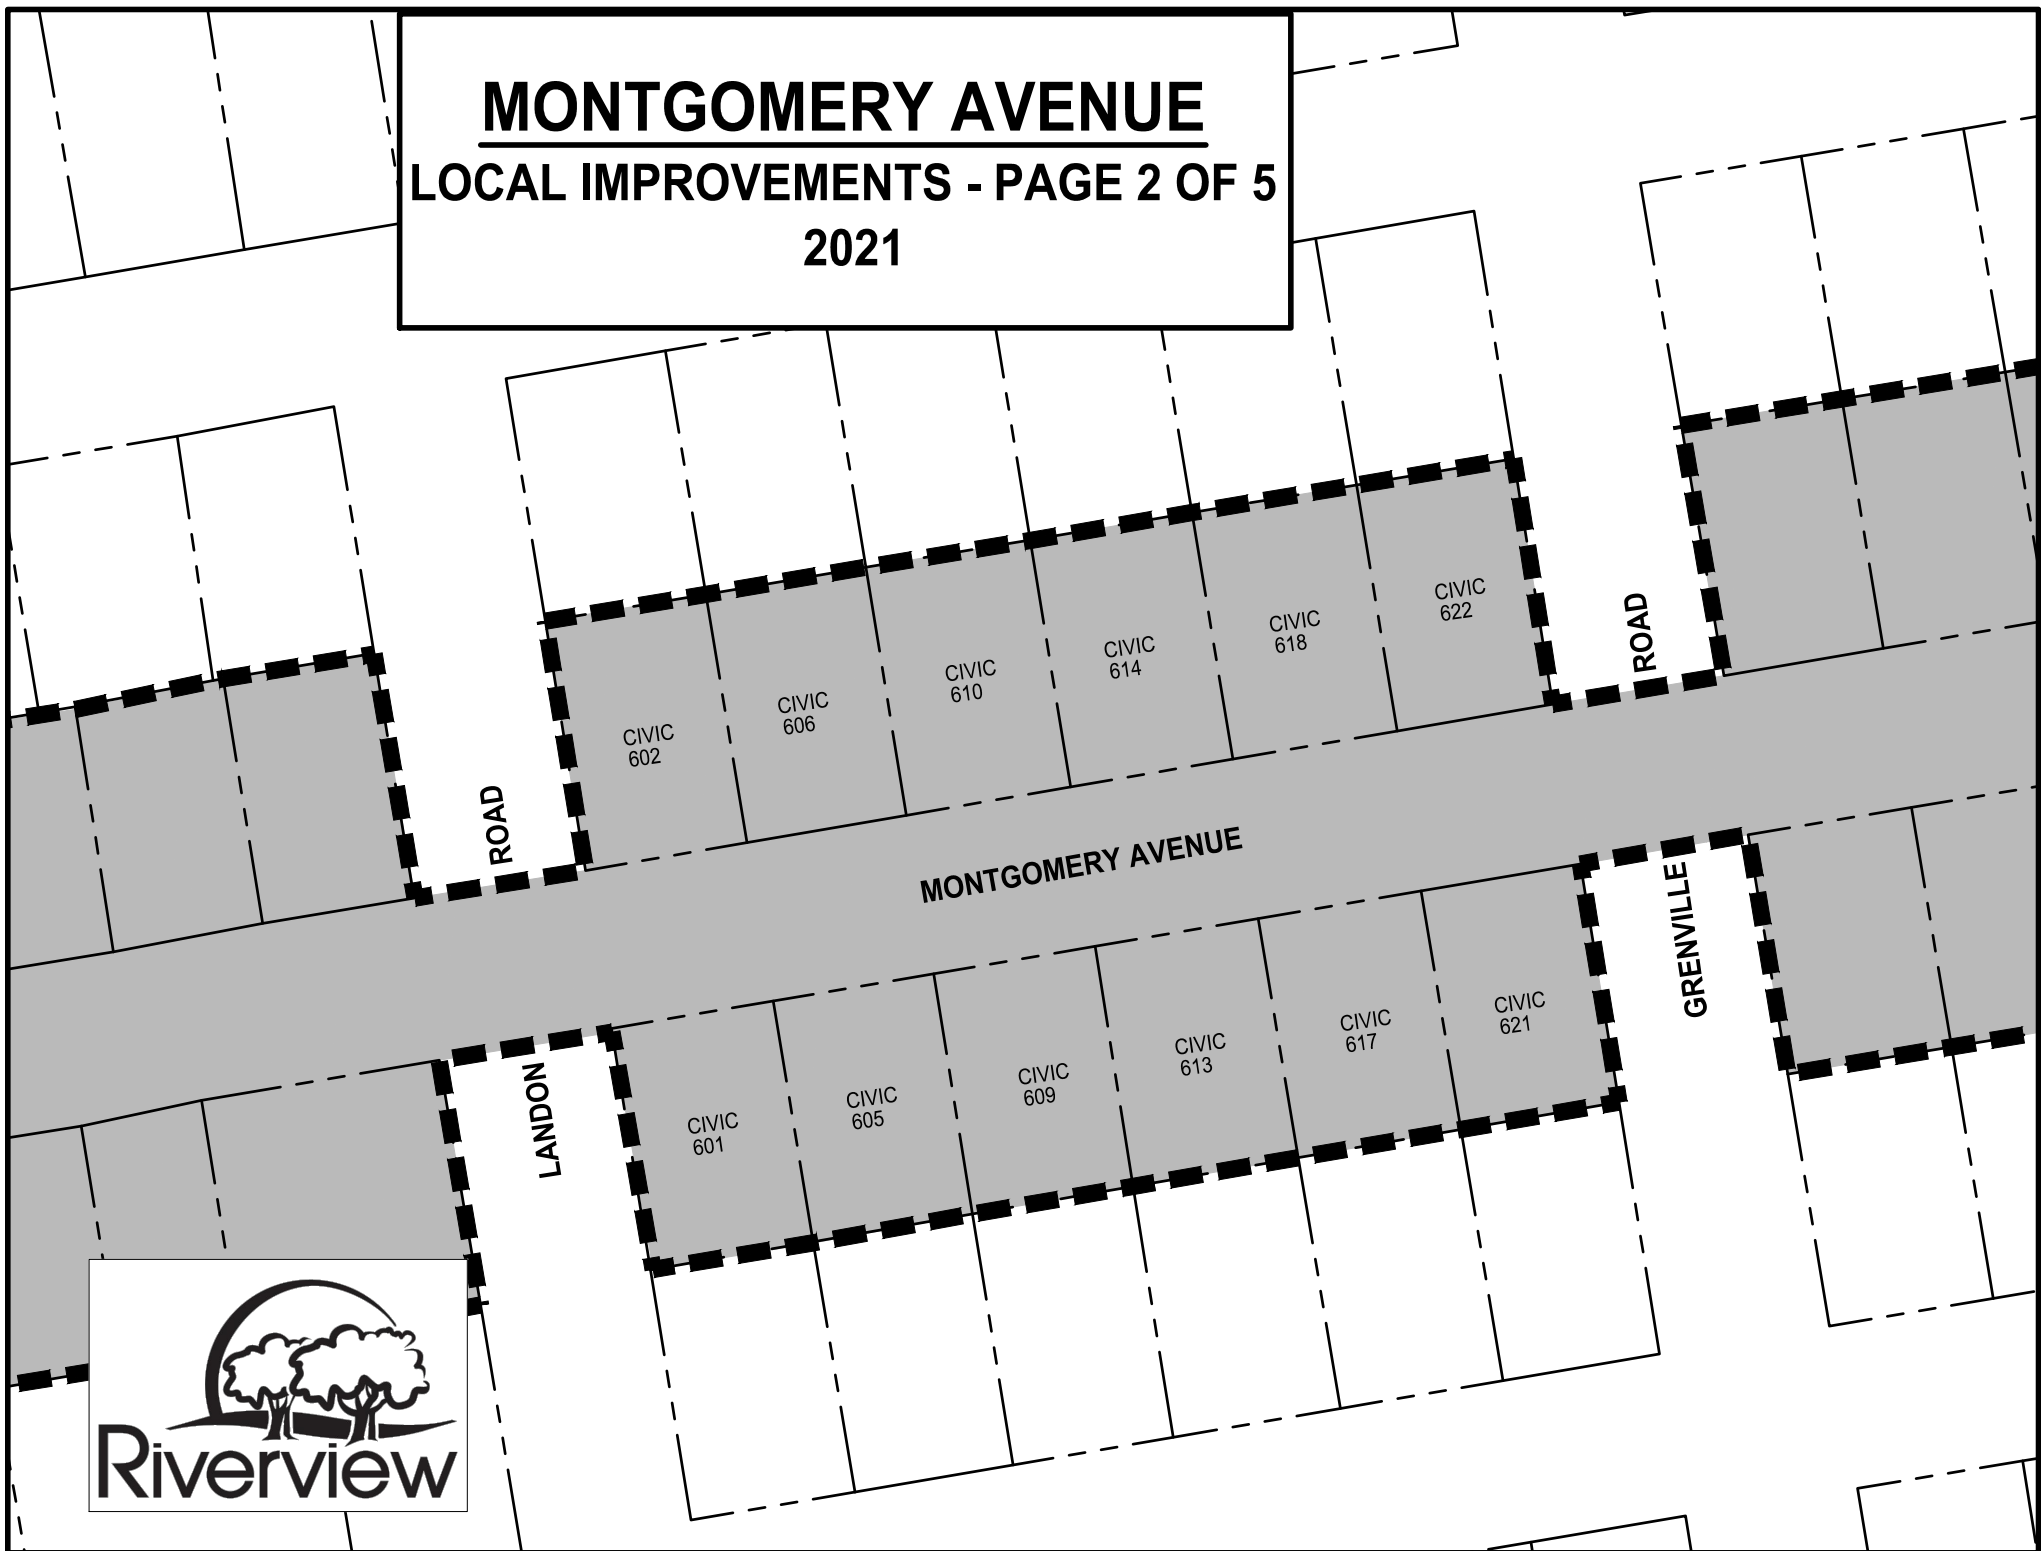 MONTGOMERY AVENUE
LOCAL IMPROVEMENTS - PAGE 2 OF 5
2021
CIVIC
602
CIVIC
606
CIVIC
610
CIVIC
614
CIVIC
618
CIVIC
622
ROAD
ROAD
MONTGOMERY AVENUE
LANDON
GRENVILLE
CIVIC
601
CIVIC
605
CIVIC
609
CIVIC
613
CIVIC
617
CIVIC
621
Riverview